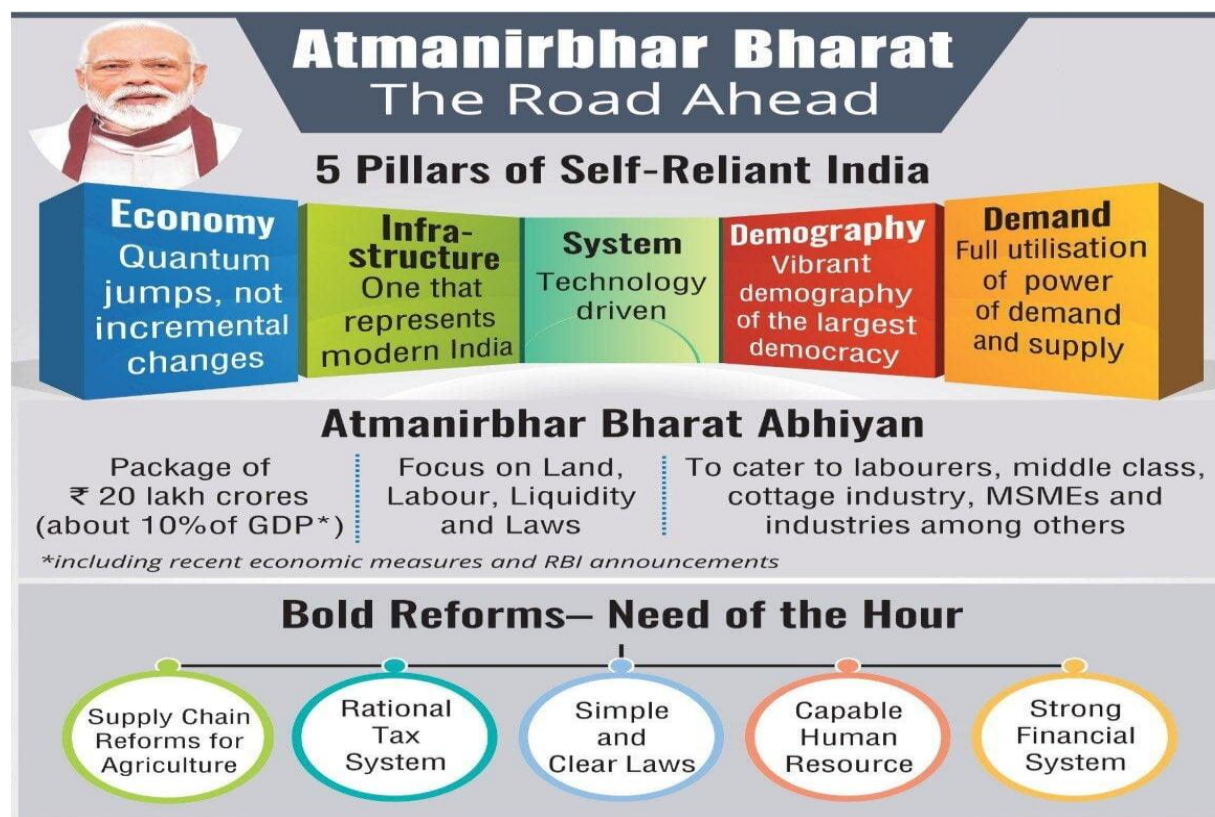 Atmanirbhar Bharat
The Road Ahead
5 Pillars of Self-Reliant India
Economy
Quantum
jumps, not
incremental
changes
Infra-
structure
One that
represents
modern India
System
Technology
driven
Demography
Vibrant
demography
of the largest
democracy
Demand
Full utilisation
of power
of demand
and supply
Atmanirbhar Bharat Abhiyan
Package of
₹ 20 lakh crores
(about 10%of GDP*)
Focus on Land,
Labour, Liquidity
and Laws
To cater to labourers, middle class,
cottage industry, MSMEs and
industries among others
*including recent economic measures and RBI announcements
Bold Reforms– Need of the Hour
Supply Chain
Reforms for
Agriculture
Rational
Tax
System
Simple
and
Clear Laws
Capable
Human
Resource
Strong
Financial
System